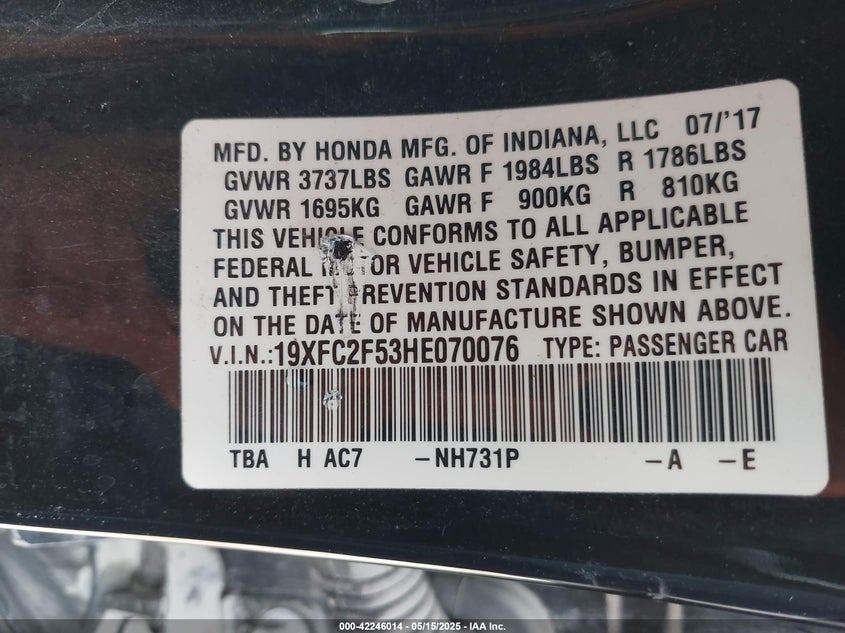 MFD. BY HONDA MFG. OF INDIANA, LLC 07/'17
GVWR 3737LBS GAWR F 1984LBS R 1786LBS
GVWR 1695KG GAWR F 900KG R 810KG
THIS VEHICLE CONFORMS TO ALL APPLICABLE
FEDERAL MOTOR VEHICLE SAFETY, BUMPER,
AND THEFT PREVENTION STANDARDS IN EFFECT
ON THE DATE OF MANUFACTURE SHOWN ABOVE.
V.I.N.:19XFC2F53HE070076 TYPE: PASSENGER CAR
TBA H AC7 –NH731P –A –E
000-42246014 - 05/15/2025 - IAA Inc.